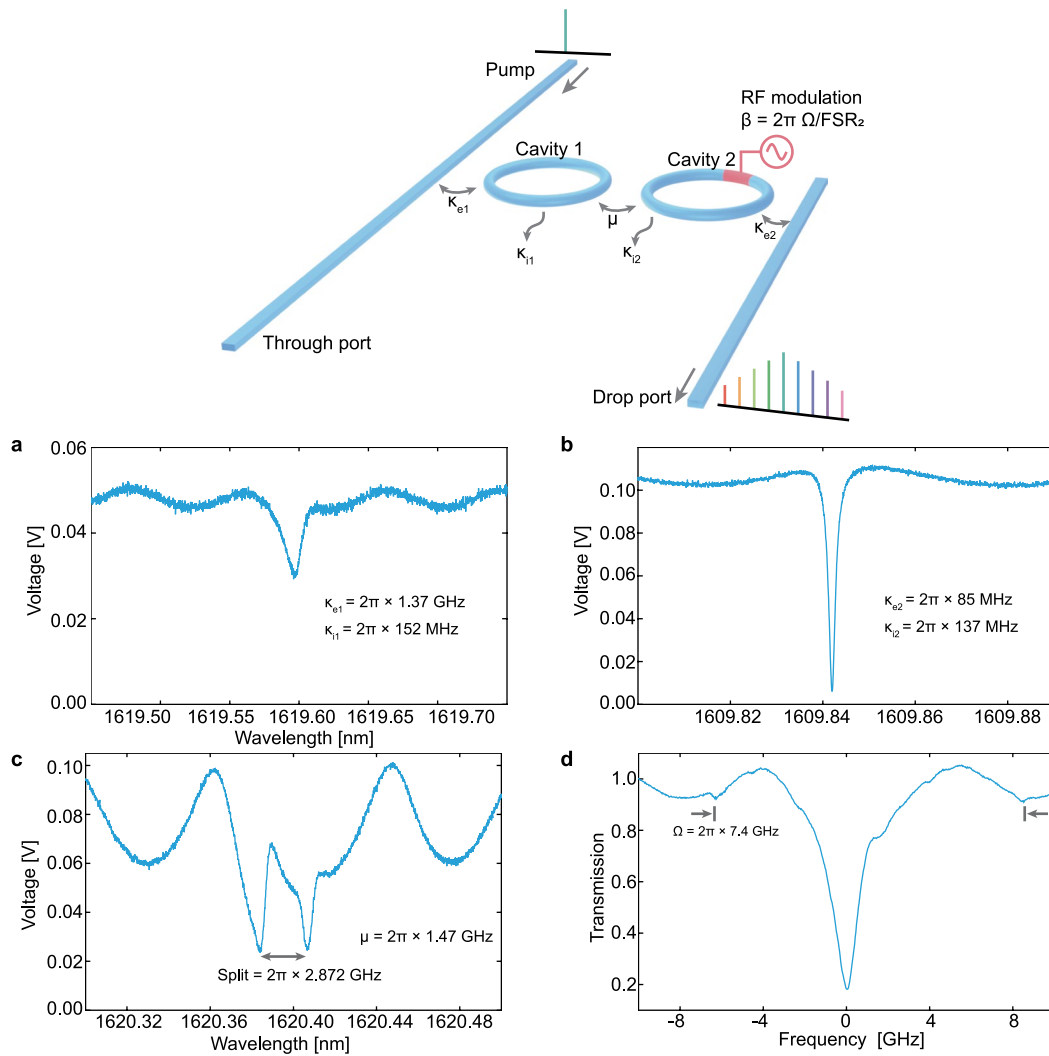 Pump
RF modulation
β = 2π Ω/FSR₂
Cavity 1
Cavity 2
κe1
μ
κe2
κi1
κi2
Through port
Drop port
a
0.06
0.04
0.02
0.00
Voltage [V]
κe1 = 2π × 1.37 GHz
κi1 = 2π × 152 MHz
1619.50 1619.55 1619.60 1619.65 1619.70
Wavelength [nm]
b
0.10
0.08
0.06
0.04
0.02
0.00
Voltage [V]
κe2 = 2π × 85 MHz
κi2 = 2π × 137 MHz
1609.82 1609.84 1609.86 1609.88
Wavelength [nm]
c
0.10
0.08
0.06
0.04
0.02
0.00
Voltage [V]
μ = 2π × 1.47 GHz
Split = 2π × 2.872 GHz
1620.32 1620.36 1620.40 1620.44 1620.48
Wavelength [nm]
d
1.0
0.8
0.6
0.4
0.2
Transmission
Ω = 2π × 7.4 GHz
-8 -4 0 4 8
Frequency [GHz]